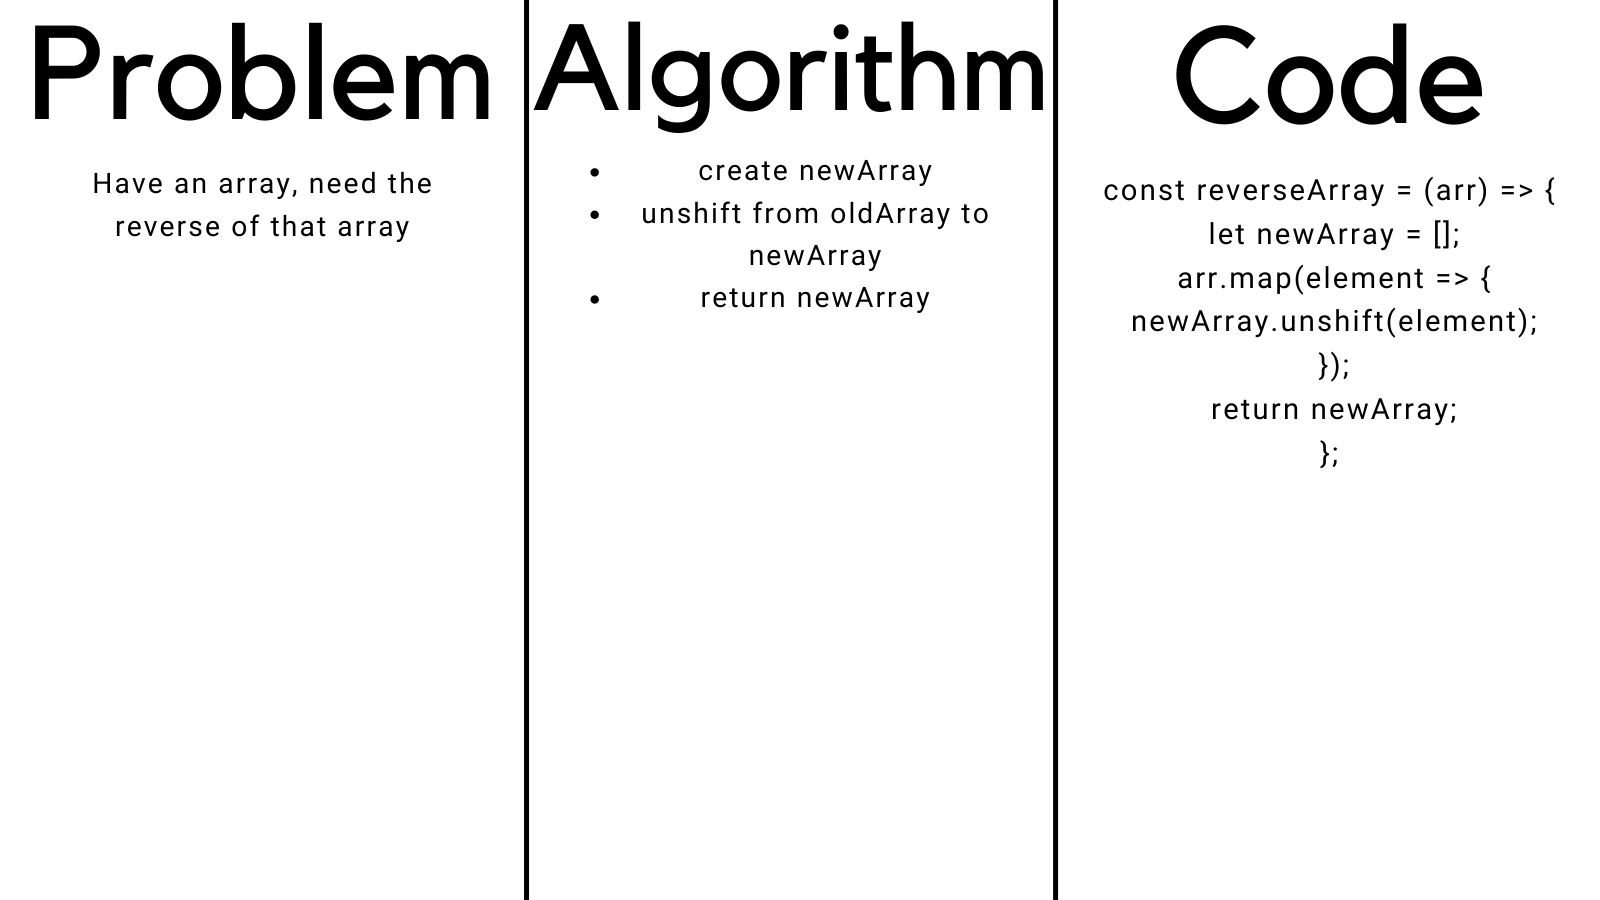 Problem
Have an array, need the
reverse of that array
Algorithm
• create newArray
• unshift from oldArray to
newArray
• return newArray
Code
const reverseArray = (arr) => {
let newArray = [];
arr.map(element => {
newArray.unshift(element);
});
return newArray;
};